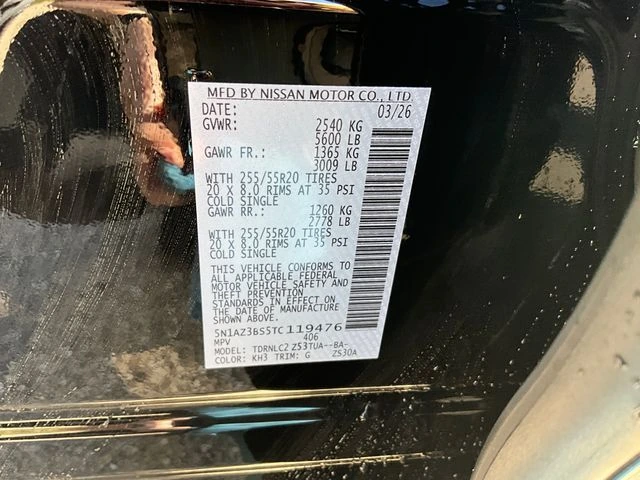 MFD BY NISSAN MOTOR CO., LTD.
DATE: 03/26
GVWR: 2540 KG
5600 LB
GAWR FR.: 1365 KG
3009 LB
WITH 255/55R20 TIRES
20 X 8.0 RIMS AT 35 PSI
COLD SINGLE
GAWR RR.: 1260 KG
2778 LB
WITH 255/55R20 TIRES
20 X 8.0 RIMS AT 35 PSI
COLD SINGLE
THIS VEHICLE CONFORMS TO
ALL APPLICABLE FEDERAL
MOTOR VEHICLE SAFETY AND
THEFT PREVENTION
STANDARDS IN EFFECT ON
THE DATE OF MANUFACTURE
SHOWN ABOVE.
5N1AZ3BS5TC119476
MPV 406
MODEL: TDRNLC2 Z53TUA--BA-
COLOR: KH3 TRIM: G ZS30A